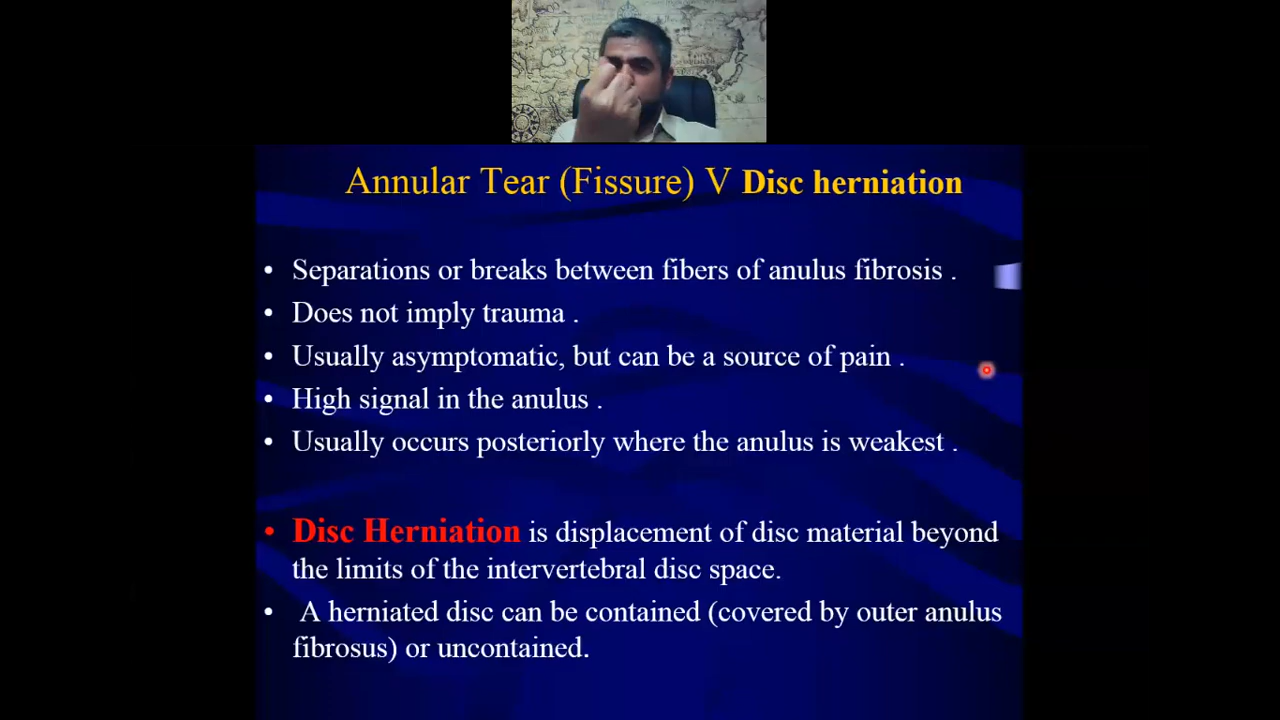 Annular Tear (Fissure) V Disc herniation
• Separations or breaks between fibers of anulus fibrosis .
• Does not imply trauma .
• Usually asymptomatic, but can be a source of pain .
• High signal in the anulus .
• Usually occurs posteriorly where the anulus is weakest .
• Disc Herniation is displacement of disc material beyond
the limits of the intervertebral disc space.
• A herniated disc can be contained (covered by outer anulus
fibrosus) or uncontained.